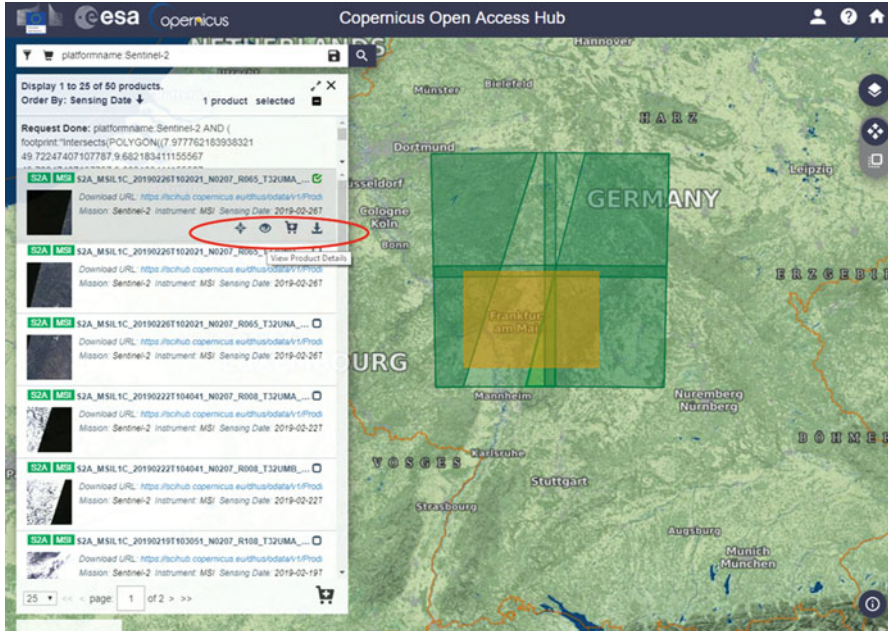 esa
opernicus
Copernicus Open Access Hub
platformname:Sentinel-2
Display 1 to 25 of 50 products.
Order By: Sensing Date
1 product selected
Request Done: platformname:Sentinel-2 AND (
footprint:"Intersects(POLYGON((7.977762183938321
49.72247407107787,9.682183411155567
S2A MSI S2A_MSIL1C_20190226T102021_N0207_R065_T32UMA_...
Download URL: https://scihub.copernicus.eu/dhus/odata/v1/Prodi
Mission: Sentinel-2 Instrument: MSI Sensing Date: 2019-02-26T
View Product Details
S2A MSI S2A_MSIL1C_20190226T102021_N0207_R065_
Download URL: https://scihub.copernicus.eu/dhus/odata/v1/Prodi
Mission: Sentinel-2 Instrument: MSI Sensing Date: 2019-02-26T
S2A MSI S2A_MSIL1C_20190226T102021_N0207_R065_T32UNA_...
Download URL: https://scihub.copernicus.eu/dhus/odata/v1/Prodi
Mission: Sentinel-2 Instrument: MSI Sensing Date: 2019-02-26T
S2A MSI S2A_MSIL1C_20190222T104041_N0207_R008_T32UMA_...
Download URL: https://scihub.copernicus.eu/dhus/odata/v1/Prodi
Mission: Sentinel-2 Instrument: MSI Sensing Date: 2019-02-22T
S2A MSI S2A_MSIL1C_20190222T104041_N0207_R008_T32UMB_...
Download URL: https://scihub.copernicus.eu/dhus/odata/v1/Prodi
Mission: Sentinel-2 Instrument: MSI Sensing Date: 2019-02-22T
S2A MSI S2A_MSIL1C_20190219T103051_N0207_R108_T32UMA_...
Download URL: https://scihub.copernicus.eu/dhus/odata/v1/Prodi
Mission: Sentinel-2 Instrument: MSI Sensing Date: 2019-02-19T
25 << < page: 1 of 2 > >>
NETHERLANDS
Hannover
Münster
Bielefeld
HARZ
Dortmund
Leipzig
sseldorf
GERMANY
Cologne
Köln
Bonn
ERZGEBI
Frankfur
am Mai
OURG
Mannheim
Nuremberg
Nürnberg
BÖHME
Karlsruhe
VOSGES
Stuttgart
Strasbourg
Augsburg
Munich
München